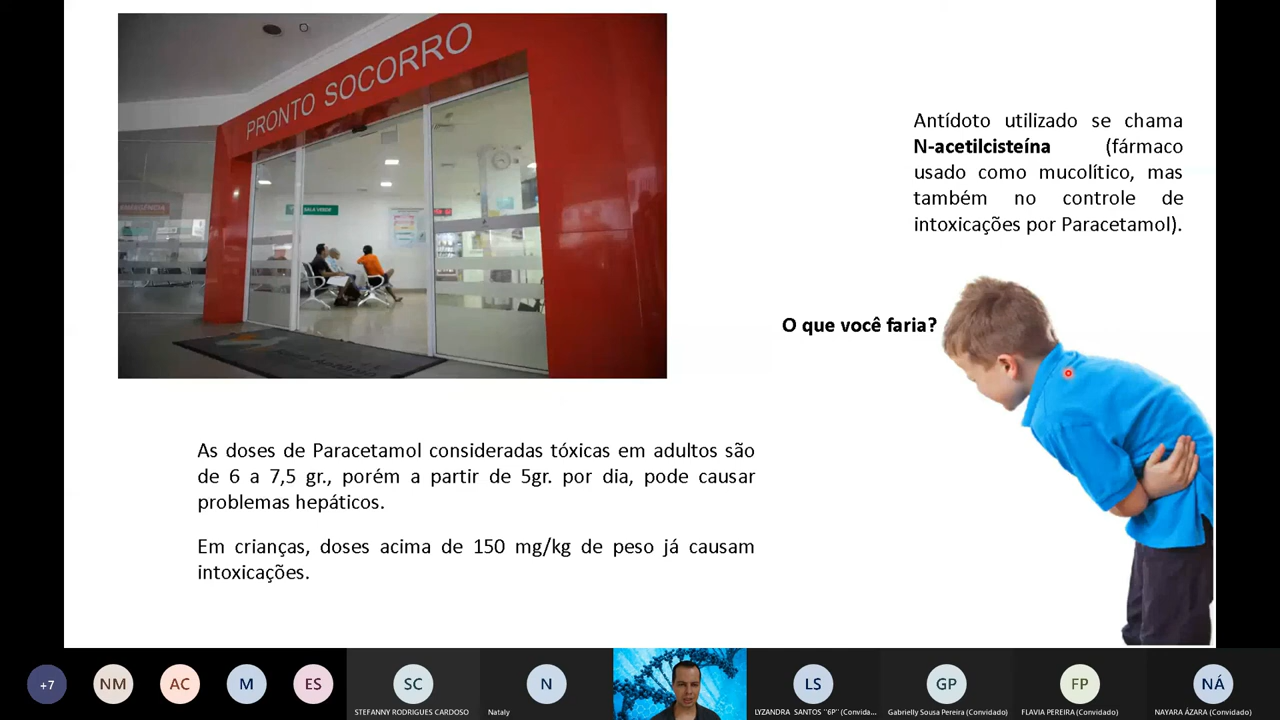 PRONTO SOCORRO
SALA VERDE
Antídoto utilizado se chama
N-acetilcisteína (fármaco
usado como mucolítico, mas
também no controle de
intoxicações por Paracetamol).
O que você faria?
As doses de Paracetamol consideradas tóxicas em adultos são
de 6 a 7,5 gr., porém a partir de 5gr. por dia, pode causar
problemas hepáticos.
Em crianças, doses acima de 150 mg/kg de peso já causam
intoxicações.
+7
NM
AC
M
ES
SC
N
LS
GP
FP
NÁ
STEFANNY RODRIGUES CARDOSO
Nataly
LYZANDRA SANTOS "6P" (Convida...
Gabrielly Sousa Pereira (Convidado)
FLAVIA PEREIRA (Convidado)
NAYARA ÁZARA (Convidado)